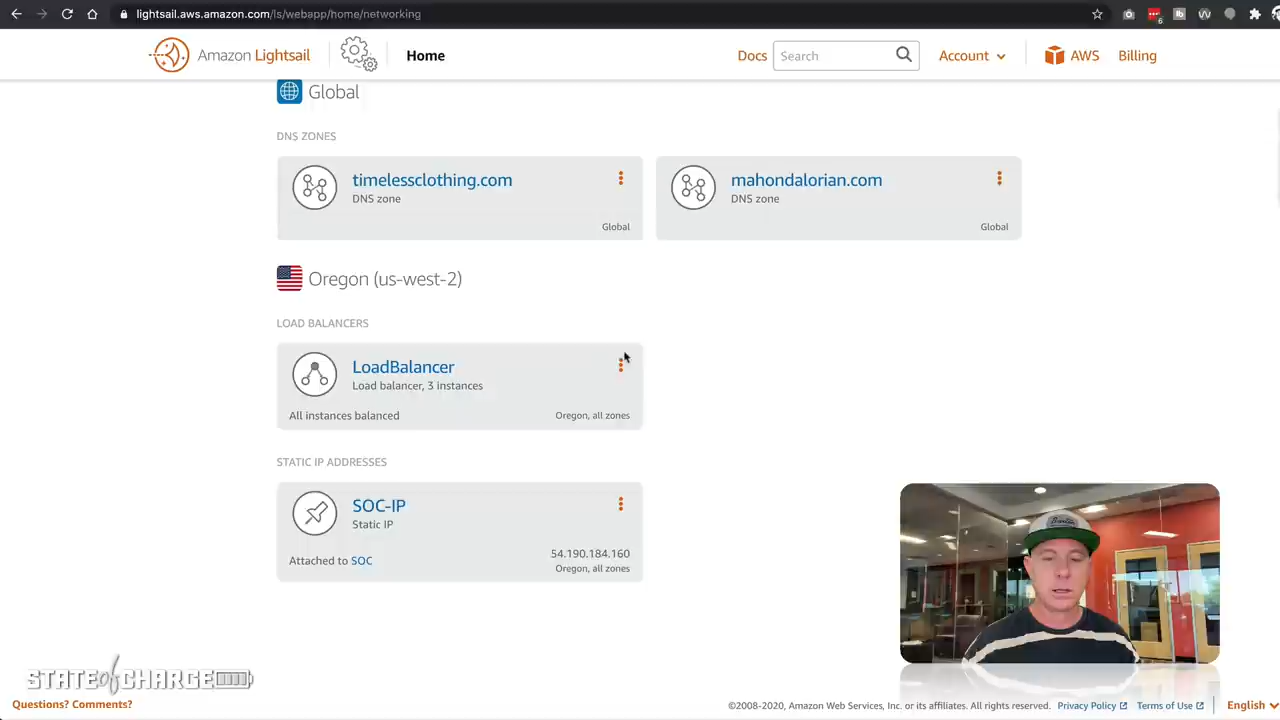 lightsail.aws.amazon.com/ls/webapp/home/networking
Amazon Lightsail
Home
Docs
Search
Account
AWS
Billing
Global
DNS ZONES
timelessclothing.com
DNS zone
Global
mahondalorian.com
DNS zone
Global
Oregon (us-west-2)
LOAD BALANCERS
LoadBalancer
Load balancer, 3 instances
All instances balanced
Oregon, all zones
STATIC IP ADDRESSES
SOC-IP
Static IP
54.190.184.160
Attached to SOC
Oregon, all zones
STATE of CHARGE
Questions? Comments?
©2008-2020, Amazon Web Services, Inc. or its affiliates. All rights reserved.
Privacy Policy
Terms of Use
English